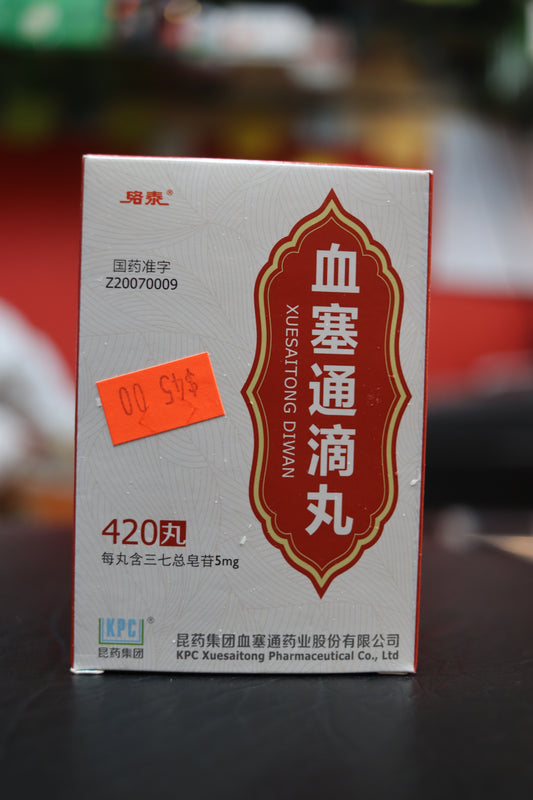 珞泰®
国药准字
Z20070009
血塞通滴丸
XUESAITONG DIWAN
$45 00
420丸
每丸含三七总皂苷5mg
KPC®
昆药集团
昆药集团血塞通药业股份有限公司
KPC Xuesaitong Pharmaceutical Co., Ltd